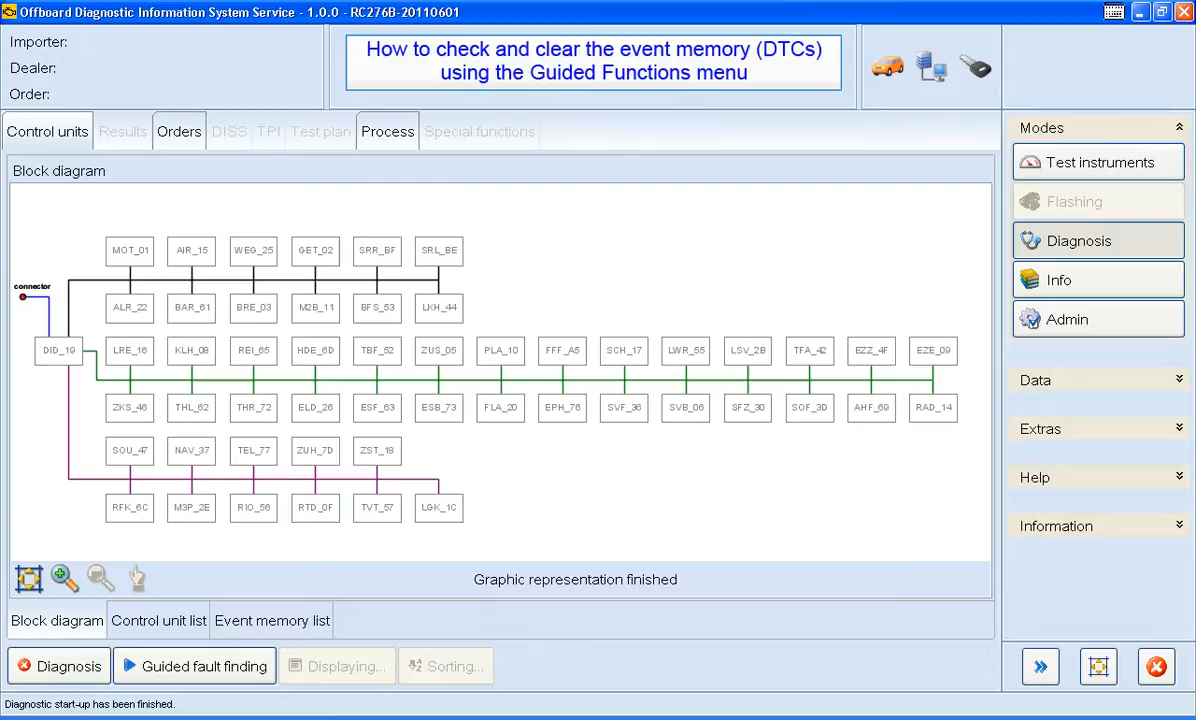 Offboard Diagnostic Information System Service - 1.0.0 - RC276B-20110601
Importer:
Dealer:
Order:
How to check and clear the event memory (DTCs)
using the Guided Functions menu
Control units Results Orders DISS TPI Test plan Process Special functions
Block diagram
MOT_01 AIR_15 WEG_25 GET_02 SRR_BF SRL_BE
connector
ALR_22 BAR_61 BRE_03 M2B_11 BFS_53 LKH_44
DID_19 LRE_16 KLH_08 REI_65 HDE_6D TBF_52 ZUS_05 PLA_10 FFF_A5 SCH_17 LWR_55 LSV_2B TFA_42 EZZ_4F EZE_09
ZKS_46 THL_62 THR_72 ELD_26 ESF_63 ESB_73 FLA_20 EPH_76 SVF_36 SVB_06 SFZ_30 SOF_3D AHF_69 RAD_14
SOU_47 NAV_37 TEL_77 ZUH_7D ZST_18
RFK_6C M3P_2E RIO_56 RTD_0F TVT_57 LGK_1C
Graphic representation finished
Block diagram Control unit list Event memory list
Diagnosis Guided fault finding Displaying... Sorting...
Diagnostic start-up has been finished.
Modes
Test instruments
Flashing
Diagnosis
Info
Admin
Data
Extras
Help
Information